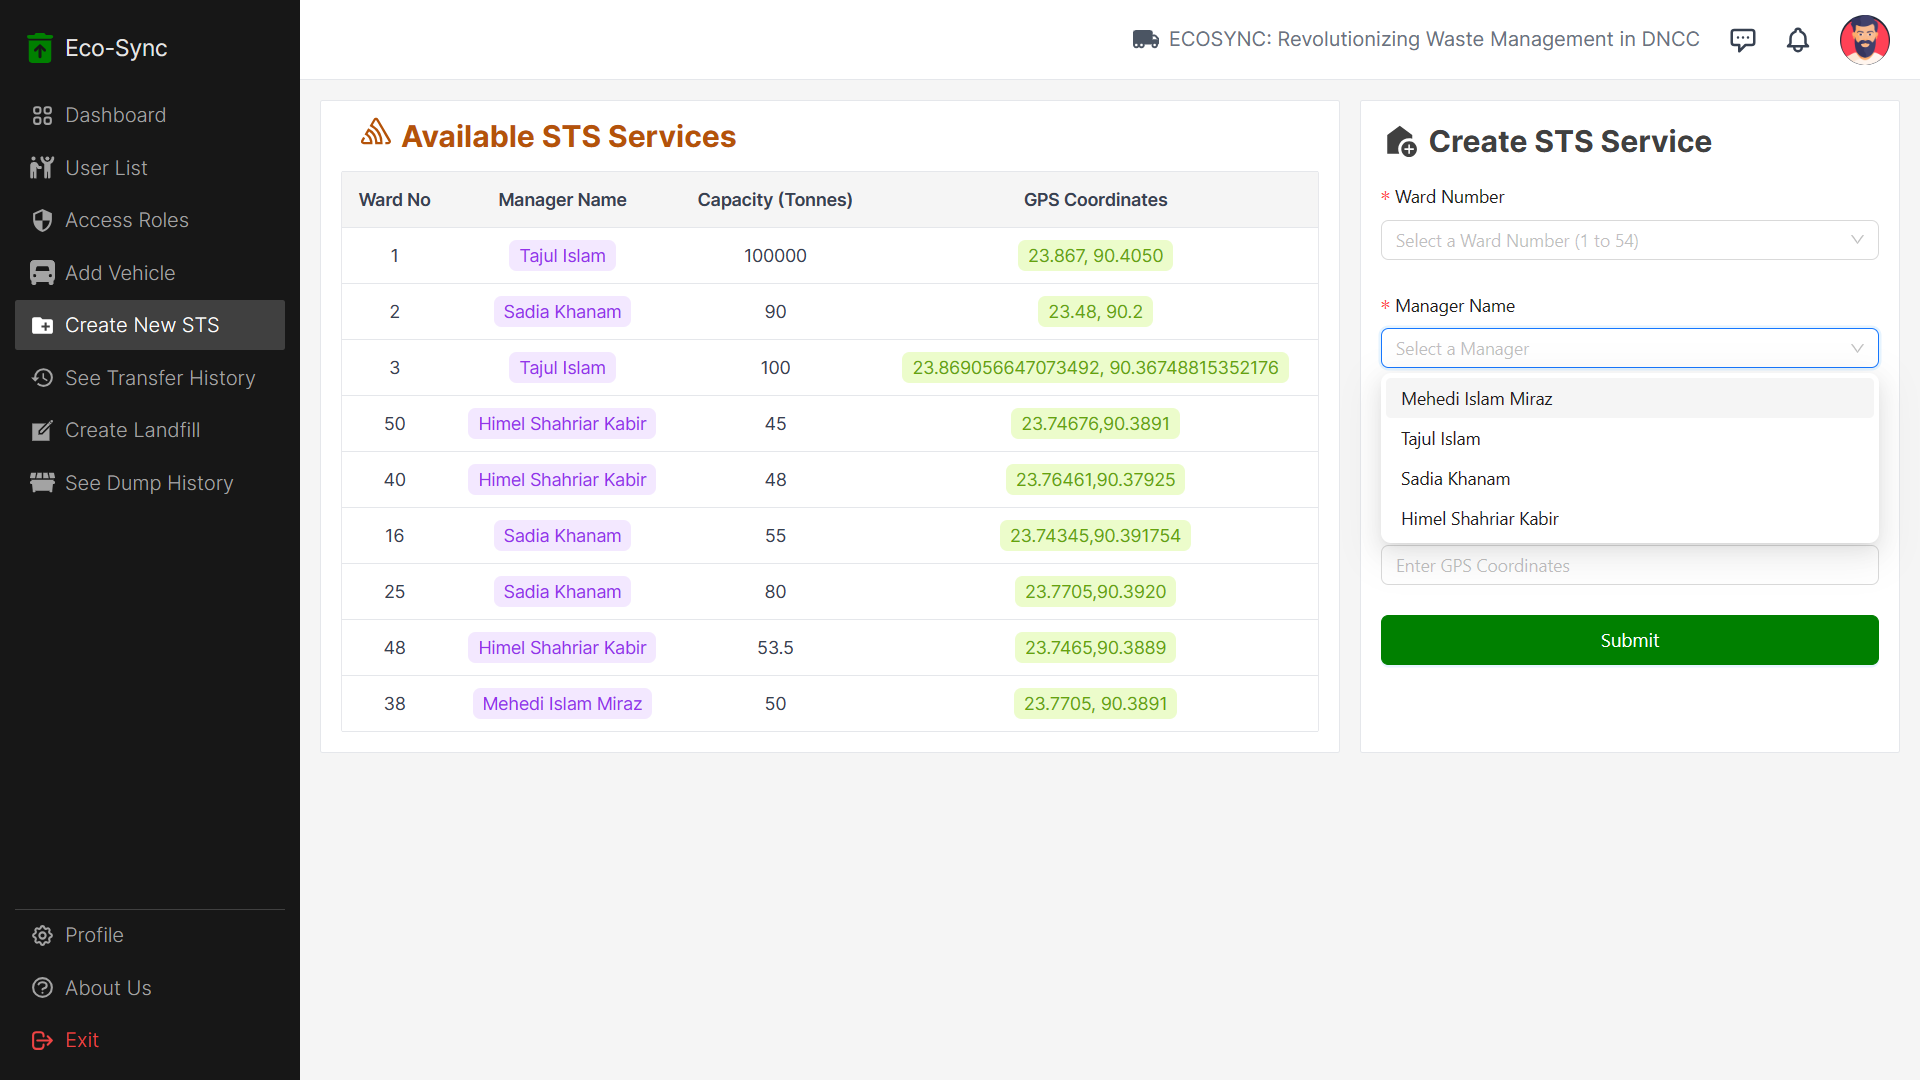 Eco-Sync
Dashboard
User List
Access Roles
Add Vehicle
Create New STS
See Transfer History
Create Landfill
See Dump History
Profile
About Us
Exit
ECOSYNC: Revolutionizing Waste Management in DNCC
Available STS Services
Ward No Manager Name Capacity (Tonnes) GPS Coordinates
1 Tajul Islam 100000 23.867, 90.4050
2 Sadia Khanam 90 23.48, 90.2
3 Tajul Islam 100 23.869056647073492, 90.36748815352176
50 Himel Shahriar Kabir 45 23.74676,90.3891
40 Himel Shahriar Kabir 48 23.76461,90.37925
16 Sadia Khanam 55 23.74345,90.391754
25 Sadia Khanam 80 23.7705,90.3920
48 Himel Shahriar Kabir 53.5 23.7465,90.3889
38 Mehedi Islam Miraz 50 23.7705, 90.3891
Create STS Service
* Ward Number
Select a Ward Number (1 to 54)
* Manager Name
Select a Manager
Mehedi Islam Miraz
Tajul Islam
Sadia Khanam
Himel Shahriar Kabir
Enter GPS Coordinates
Submit